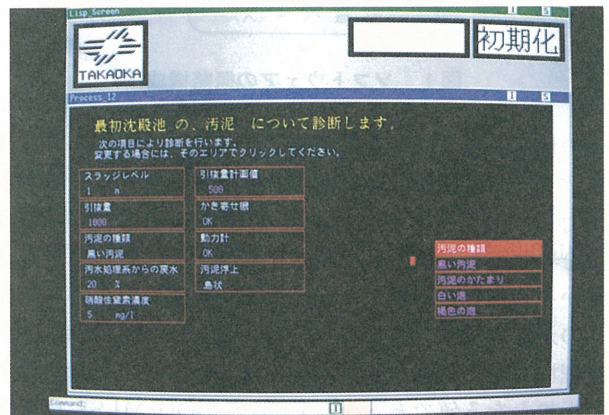 Lisp_Screen
初期化
TAKAOKA
Process_12
最初沈殿池 の、汚泥 について診断します。
次の項目により診断を行います。
変更する場合には、そのエリアでクリックしてください。
スラッジレベル
1 m
引抜量計画値
500
引抜量
1000
かき寄せ機
OK
汚泥の種類
黒い汚泥
動力計
OK
汚水処理系からの戻水
20 %
汚泥浮上
島状
硝酸性窒素濃度
5 mg/l
汚泥の種類
黒い汚泥
汚泥のかたまり
白い泡
褐色の泡
Command: